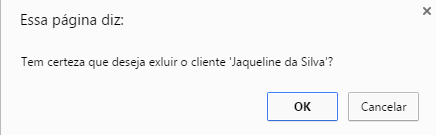 Essa página diz:
Tem certeza que deseja exluir o cliente 'Jaqueline da Silva'?
OK
Cancelar